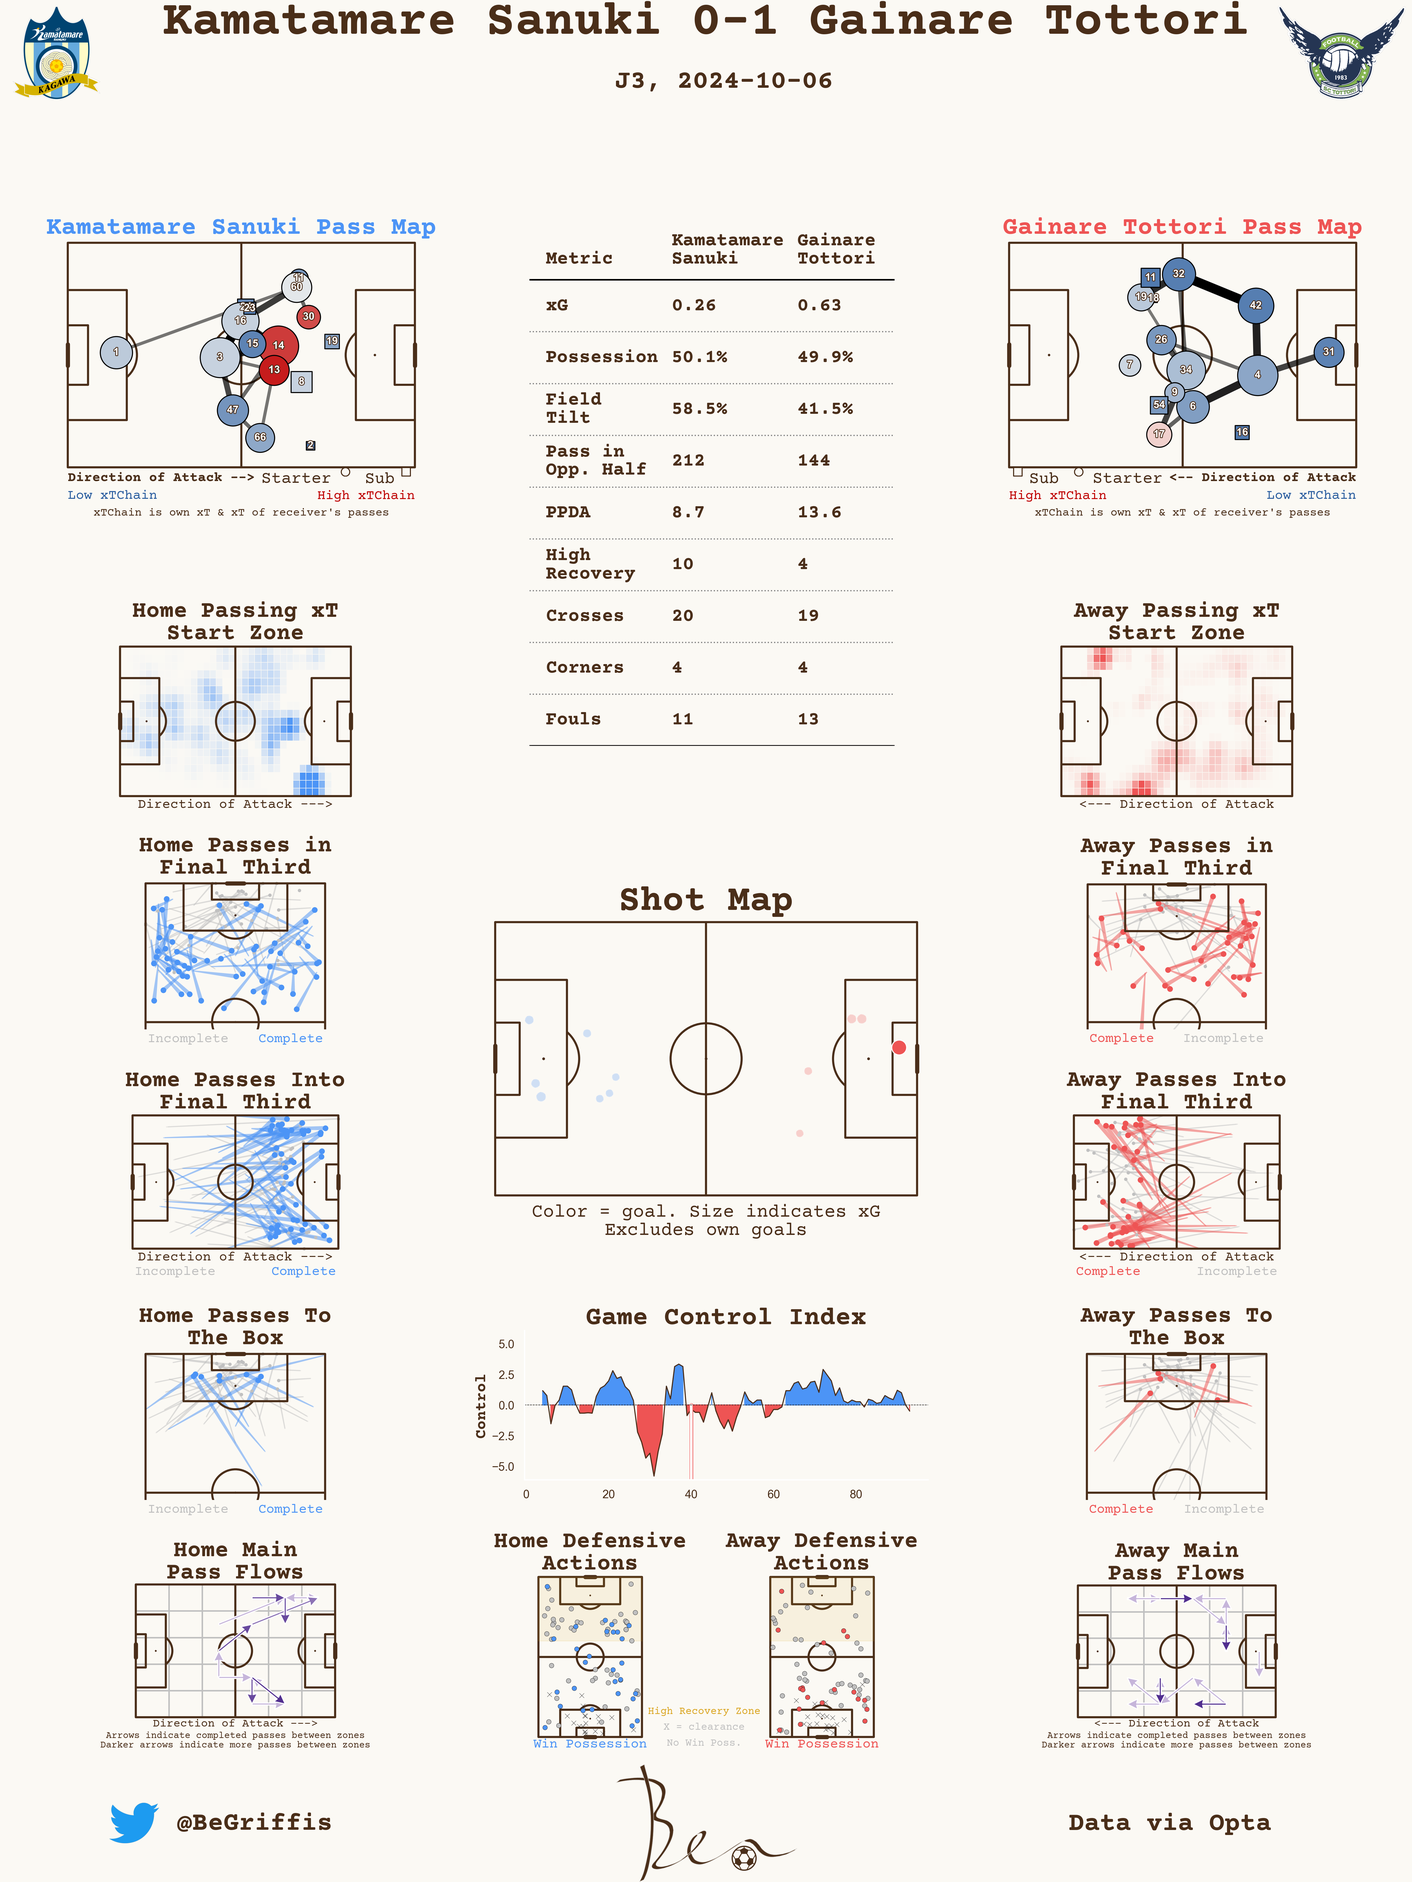 Kamatamare Sanuki 0-1 Gainare Tottori
J3, 2024-10-06
Kamatamare
KAGAWA
FOOTBALL
1983
S.C. TOTTORI
Kamatamare Sanuki Pass Map
1
11
60
23
16
30
15
14
19
3
13
8
47
66
2
Direction of Attack --> Starter Sub
Low xTChain High xTChain
xTChain is own xT & xT of receiver's passes
Metric Kamatamare Sanuki Gainare Tottori
xG 0.26 0.63
Possession 50.1% 49.9%
Field Tilt 58.5% 41.5%
Pass in Opp. Half 212 144
PPDA 8.7 13.6
High Recovery 10 4
Crosses 20 19
Corners 4 4
Fouls 11 13
Gainare Tottori Pass Map
11
32
19
18
42
26
31
7
34
4
9
54
6
17
16
Sub Starter <-- Direction of Attack
High xTChain Low xTChain
xTChain is own xT & xT of receiver's passes
Home Passing xT
Start Zone
Direction of Attack --->
Away Passing xT
Start Zone
<--- Direction of Attack
Home Passes in
Final Third
Incomplete Complete
Away Passes in
Final Third
Complete Incomplete
Shot Map
Color = goal. Size indicates xG
Excludes own goals
Home Passes Into
Final Third
Direction of Attack --->
Incomplete Complete
Away Passes Into
Final Third
<--- Direction of Attack
Complete Incomplete
Home Passes To
The Box
Incomplete Complete
Game Control Index
Control
5.0
2.5
0.0
−2.5
−5.0
0 20 40 60 80
Away Passes To
The Box
Complete Incomplete
Home Main
Pass Flows
Direction of Attack --->
Arrows indicate completed passes between zones
Darker arrows indicate more passes between zones
Home Defensive
Actions
Win Possession
High Recovery Zone
X = clearance
No Win Poss.
Away Defensive
Actions
Win Possession
Away Main
Pass Flows
<--- Direction of Attack
Arrows indicate completed passes between zones
Darker arrows indicate more passes between zones
@BeGriffis
Ben
Data via Opta